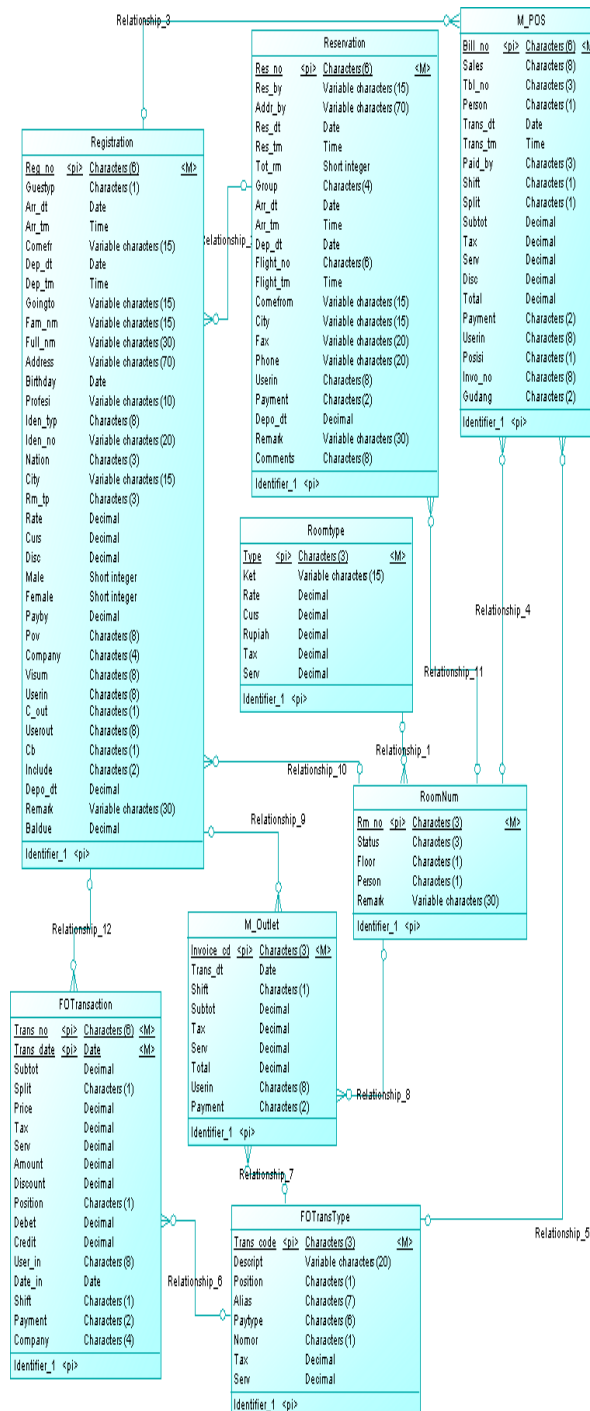 Relationship_3
M_POS
Bill_no <pi> Characters (6) <M
Sales Characters (8)
Tbl_no Characters (3)
Person Characters (1)
Trans_dt Date
Trans_tm Time
Paid_by Characters (3)
Shift Characters (1)
Split Characters (1)
Subtot Decimal
Tax Decimal
Serv Decimal
Disc Decimal
Total Decimal
Payment Characters (2)
Userin Characters (8)
Posisi Characters (1)
Invo_no Characters (8)
Gudang Characters (2)
Identifier_1 <pi>
Reservation
Res_no <pi> Characters (6) <M>
Res_by Variable characters (15)
Addr_by Variable characters (70)
Res_dt Date
Res_tm Time
Tot_rm Short integer
Group Characters (4)
Arr_dt Date
Arr_tm Time
Dep_dt Date
Flight_no Characters (6)
Flight_tm Time
Comefrom Variable characters (15)
City Variable characters (15)
Fax Variable characters (20)
Phone Variable characters (20)
Userin Characters (8)
Payment Characters (2)
Depo_dt Decimal
Remark Variable characters (30)
Comments Characters (8)
Identifier_1 <pi>
Registration
Reg_no <pi> Characters (6) <M>
Guestyp Characters (1)
Arr_dt Date
Arr_tm Time
Comefr Variable characters (15)
Dep_dt Date
Dep_tm Time
Goingto Variable characters (15)
Fam_nm Variable characters (15)
Full_nm Variable characters (30)
Address Variable characters (70)
Birthday Date
Profesi Variable characters (10)
Iden_typ Characters (8)
Iden_no Variable characters (20)
Nation Characters (3)
City Variable characters (15)
Rm_tp Characters (3)
Rate Decimal
Curs Decimal
Disc Decimal
Male Short integer
Female Short integer
Payby Decimal
Pov Characters (8)
Company Characters (4)
Visum Characters (8)
Userin Characters (8)
C_out Characters (1)
Userout Characters (8)
Cb Characters (1)
Include Characters (2)
Depo_dt Decimal
Remark Variable characters (30)
Baldue Decimal
Identifier_1 <pi>
Roomtype
Type <pi> Characters (3) <M>
Ket Variable characters (15)
Rate Decimal
Curs Decimal
Rupiah Decimal
Tax Decimal
Serv Decimal
Identifier_1 <pi>
Relationship_4
Relationship_11
Relationship_1
Relationship_10
RoomNum
Rm_no <pi> Characters (3) <M>
Status Characters (3)
Floor Characters (1)
Person Characters (1)
Remark Variable characters (30)
Identifier_1 <pi>
Relationship_9
M_Outlet
Invoice_cd <pi> Characters (3) <M>
Trans_dt Date
Shift Characters (1)
Subtot Decimal
Tax Decimal
Serv Decimal
Total Decimal
Userin Characters (8)
Payment Characters (2)
Identifier_1 <pi>
Relationship_12
Relationship_8
Relationship_7
FOTransaction
Trans_no <pi> Characters (6) <M>
Trans_date <pi> Date <M>
Subtot Decimal
Split Characters (1)
Price Decimal
Tax Decimal
Serv Decimal
Amount Decimal
Discount Decimal
Position Characters (1)
Debet Decimal
Credit Decimal
User_in Characters (8)
Date_in Date
Shift Characters (1)
Payment Characters (2)
Company Characters (4)
Identifier_1 <pi>
Relationship_6
Relationship_5
FOTransType
Trans_code <pi> Characters (3) <M>
Descript Variable characters (20)
Position Characters (1)
Alias Characters (7)
Paytype Characters (6)
Nomor Characters (1)
Tax Decimal
Serv Decimal
Identifier_1 <pi>